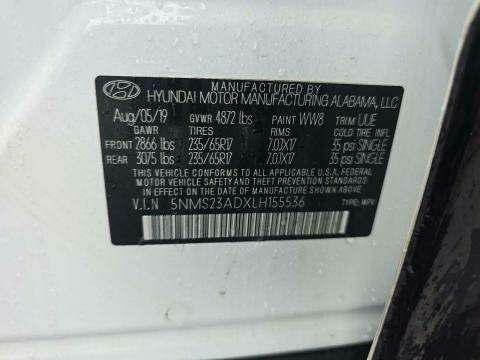 MANUFACTURED BY
HYUNDAI MOTOR MANUFACTURING ALABAMA, LLC
Aug/05/19 GVWR 4872 lbs PAINT WW8 TRIM UUE
GAWR TIRES RIMS COLD TIRE INFL.
FRONT 2866 lbs 235/65R17 7.0JX17 35 psi SINGLE
REAR 3075 lbs 235/65R17 7.0JX17 35 psi SINGLE
THIS VEHICLE CONFORMS TO ALL APPLICABLE U.S.A. FEDERAL
MOTOR VEHICLE SAFETY AND THEFT PREVENTION STANDARDS
IN EFFECT ON THE DATE OF MANUFACTURE SHOWN ABOVE.
V.I.N 5NMS23ADXLH155536 TYPE: MPV